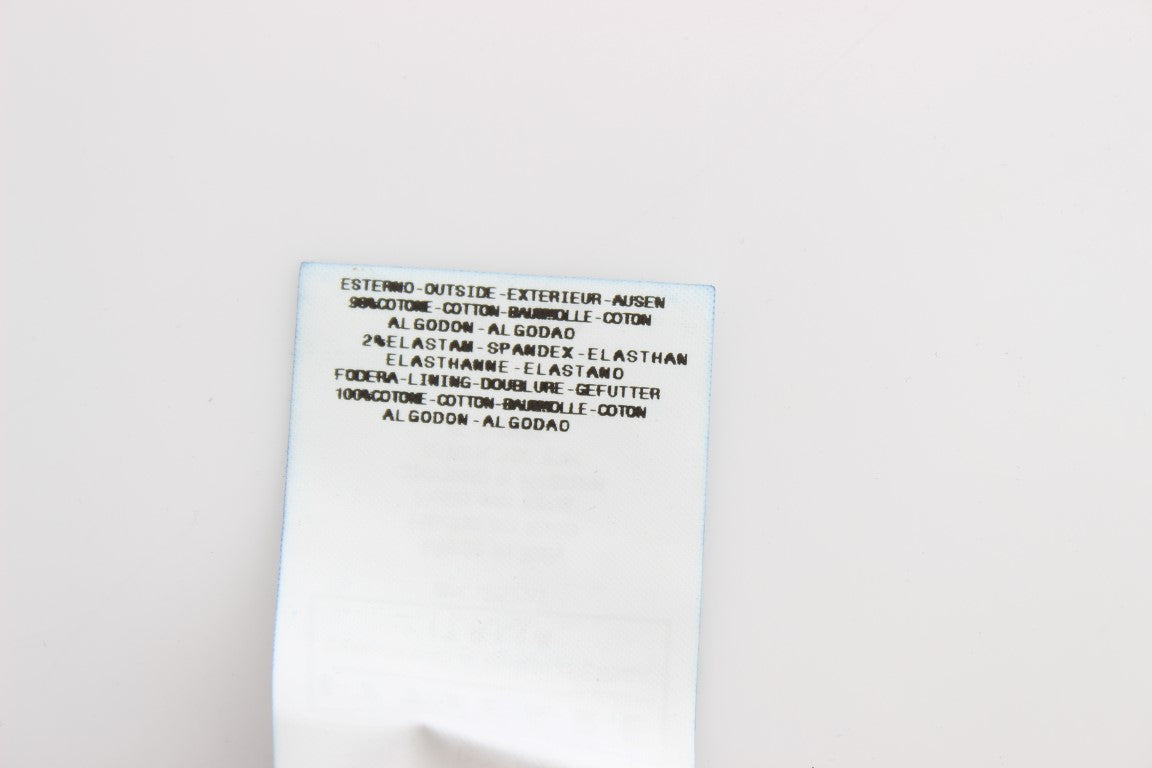 ESTERNO-OUTSIDE-EXTERIEUR-AUSEN
98%COTONE-COTTON-BAUMWOLLE-COTON
ALGODON-ALGODAO
2%ELASTAM-SPANDEX-ELASTHAN
ELASTHANNE-ELASTANO
FODERA-LINING-DOUBLURE-GEFUTTER
100%COTONE-COTTON-BAUMWOLLE-COTON
ALGODON-ALGODAO